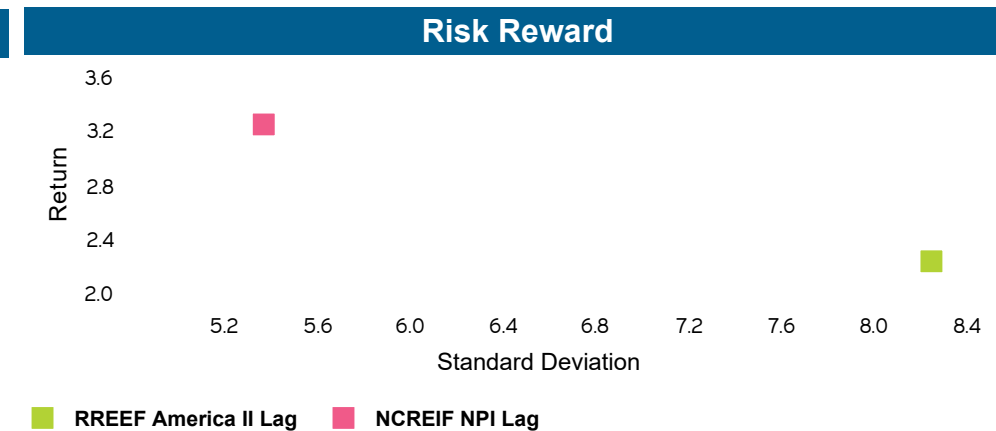 Risk Reward
3.6
3.2
2.8
2.4
2.0
Return
5.2 5.6 6.0 6.4 6.8 7.2 7.6 8.0 8.4
Standard Deviation
RREEF America II Lag NCREIF NPI Lag